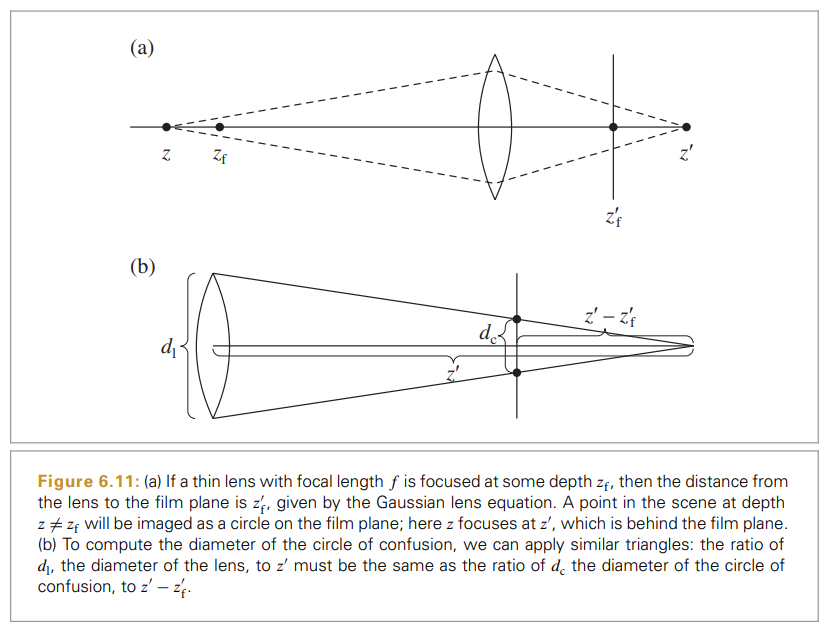 (a)
z
z_f
z'_f
z'
(b)
d_l
d_c
z' − z'_f
z'
Figure 6.11: (a) If a thin lens with focal length f is focused at some depth z_f, then the distance from
the lens to the film plane is z'_f, given by the Gaussian lens equation. A point in the scene at depth
z ≠ z_f will be imaged as a circle on the film plane; here z focuses at z', which is behind the film plane.
(b) To compute the diameter of the circle of confusion, we can apply similar triangles: the ratio of
d_l, the diameter of the lens, to z' must be the same as the ratio of d_c the diameter of the circle of
confusion, to z' − z'_f.